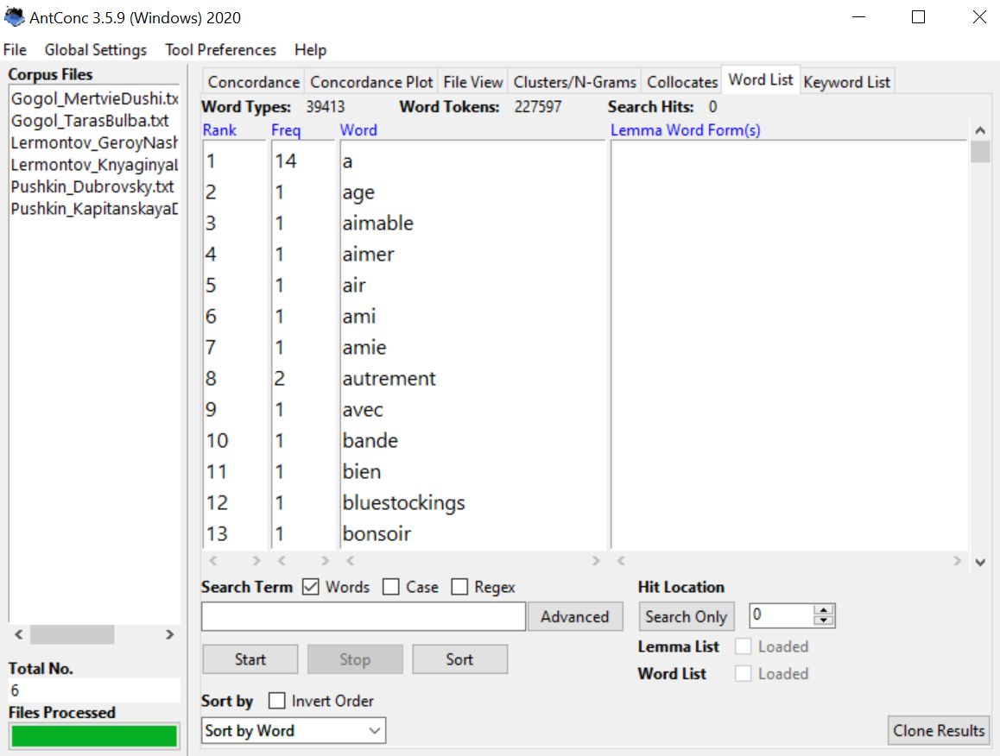 AntConc 3.5.9 (Windows) 2020
File Global Settings Tool Preferences Help
Corpus Files
Gogol_MertvieDushi.tx
Gogol_TarasBulba.txt
Lermontov_GeroyNash
Lermontov_KnyaginyaL
Pushkin_Dubrovsky.txt
Pushkin_KapitanskayaD
Total No.
6
Files Processed
Concordance Concordance Plot File View Clusters/N-Grams Collocates Word List Keyword List
Word Types: 39413 Word Tokens: 227597 Search Hits: 0
Rank Freq Word Lemma Word Form(s)
1 14 a
2 1 age
3 1 aimable
4 1 aimer
5 1 air
6 1 ami
7 1 amie
8 2 autrement
9 1 avec
10 1 bande
11 1 bien
12 1 bluestockings
13 1 bonsoir
Search Term Words Case Regex Hit Location
Advanced Search Only 0
Start Stop Sort Lemma List Loaded
Word List Loaded
Sort by Invert Order
Sort by Word Clone Results